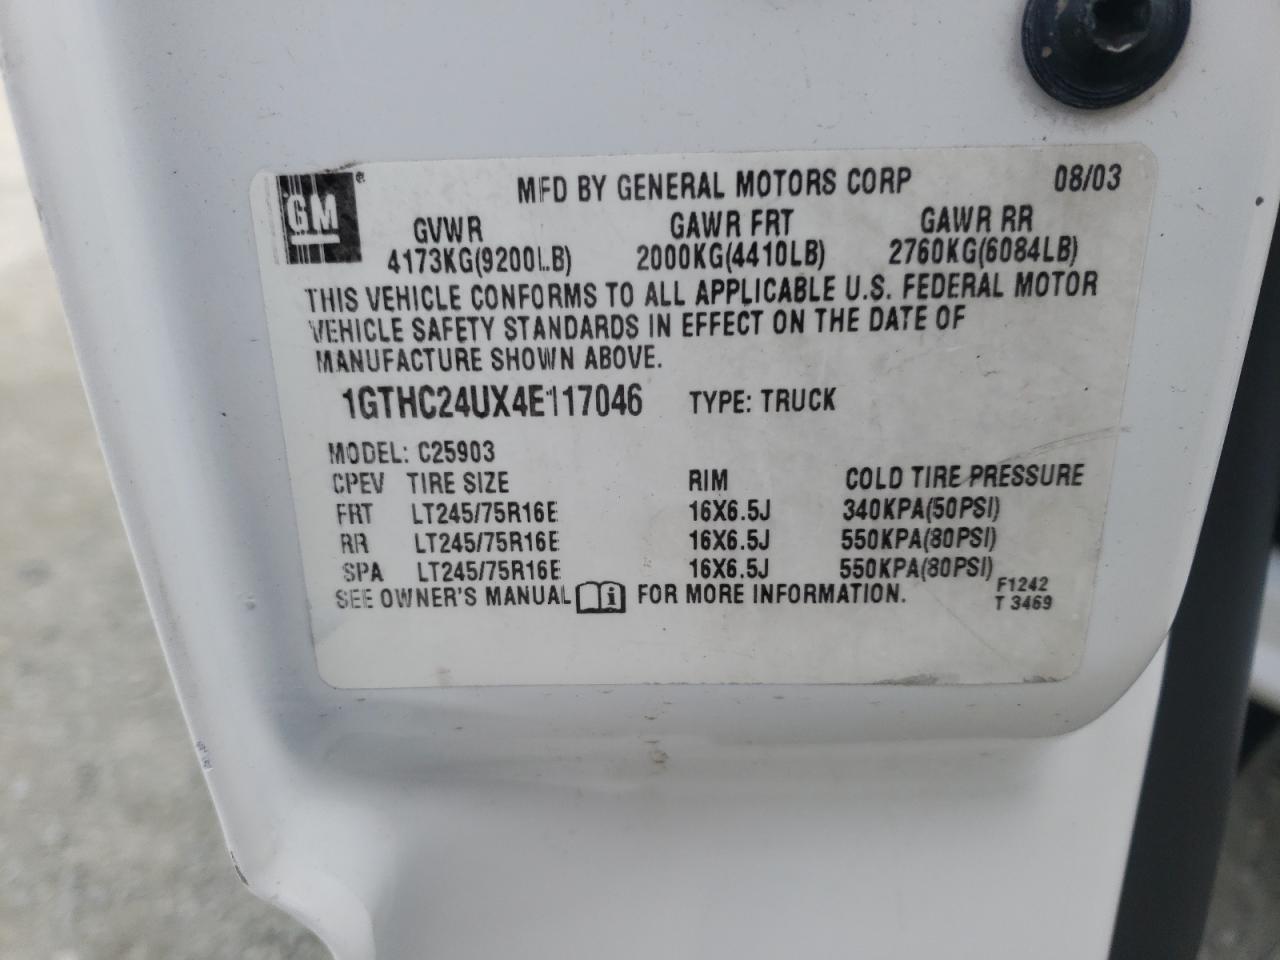 GM ® MFD BY GENERAL MOTORS CORP 08/03
GVWR GAWR FRT GAWR RR
4173KG(9200LB) 2000KG(4410LB) 2760KG(6084LB)
THIS VEHICLE CONFORMS TO ALL APPLICABLE U.S. FEDERAL MOTOR
VEHICLE SAFETY STANDARDS IN EFFECT ON THE DATE OF
MANUFACTURE SHOWN ABOVE.
1GTHC24UX4E117046 TYPE: TRUCK
MODEL: C25903
CPEV TIRE SIZE RIM COLD TIRE PRESSURE
FRT LT245/75R16E 16X6.5J 340KPA(50PSI)
RR LT245/75R16E 16X6.5J 550KPA(80PSI)
SPA LT245/75R16E 16X6.5J 550KPA(80PSI)
SEE OWNER'S MANUAL i FOR MORE INFORMATION. F1242
T 3469